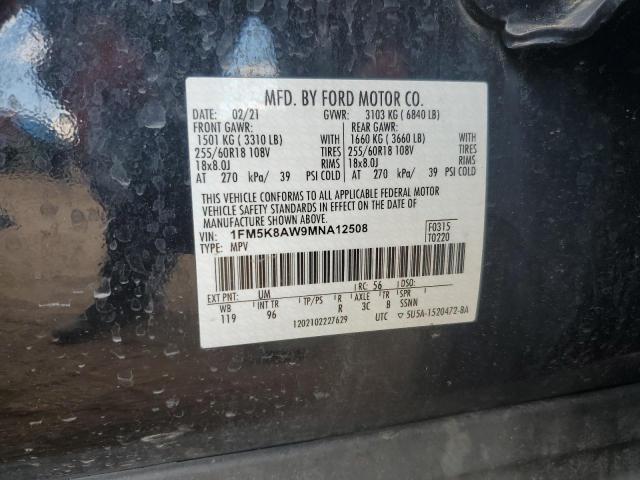 MFD. BY FORD MOTOR CO.
DATE: 02/21 GVWR: 3103 KG ( 6840 LB)
FRONT GAWR: REAR GAWR:
1501 KG ( 3310 LB) WITH 1660 KG ( 3660 LB) WITH
255/60R18 108V TIRES 255/60R18 108V TIRES
18x8.0J RIMS 18x8.0J RIMS
AT 270 kPa/ 39 PSI COLD AT 270 kPa/ 39 PSI COLD
THIS VEHICLE CONFORMS TO ALL APPLICABLE FEDERAL MOTOR
VEHICLE SAFETY STANDARDS IN EFFECT ON THE DATE OF
MANUFACTURE SHOWN ABOVE.
VIN: 1FM5K8AW9MNA12508 F0315
TYPE: MPV T0220
EXT PNT: UM RC: 56 DSO:
WB INT TR TP/PS R AXLE TR SPR
119 96 R 3C B SSNN
1202102227629 UTC ▽ 5U5A-1520472-BA